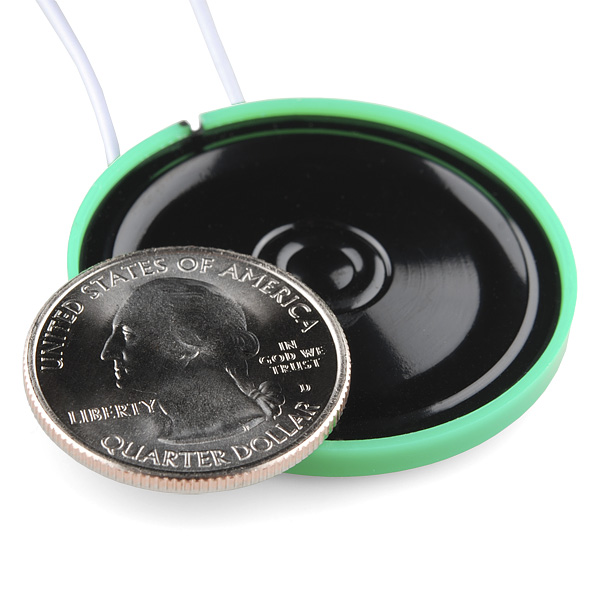 UNITED STATES OF AMERICA
IN
GOD WE
TRUST
D
LIBERTY
QUARTER DOLLAR